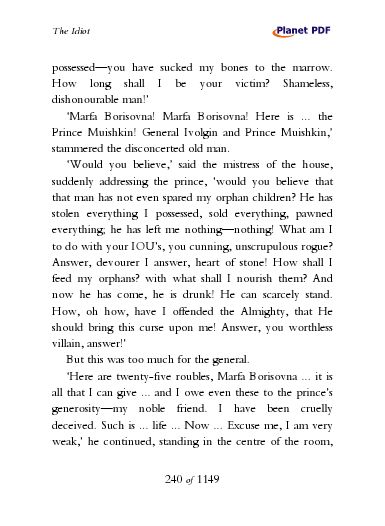 The Idiot
Planet PDF
possessed—you have sucked my bones to the marrow.
How long shall I be your victim? Shameless,
dishonourable man!'
'Marfa Borisovna! Marfa Borisovna! Here is ... the
Prince Muishkin! General Ivolgin and Prince Muishkin,'
stammered the disconcerted old man.
'Would you believe,' said the mistress of the house,
suddenly addressing the prince, 'would you believe that
that man has not even spared my orphan children? He has
stolen everything I possessed, sold everything, pawned
everything; he has left me nothing—nothing! What am I
to do with your IOU's, you cunning, unscrupulous rogue?
Answer, devourer I answer, heart of stone! How shall I
feed my orphans? with what shall I nourish them? And
now he has come, he is drunk! He can scarcely stand.
How, oh how, have I offended the Almighty, that He
should bring this curse upon me! Answer, you worthless
villain, answer!'
But this was too much for the general.
'Here are twenty-five roubles, Marfa Borisovna ... it is
all that I can give ... and I owe even these to the prince's
generosity—my noble friend. I have been cruelly
deceived. Such is ... life ... Now ... Excuse me, I am very
weak,' he continued, standing in the centre of the room,
240 of 1149